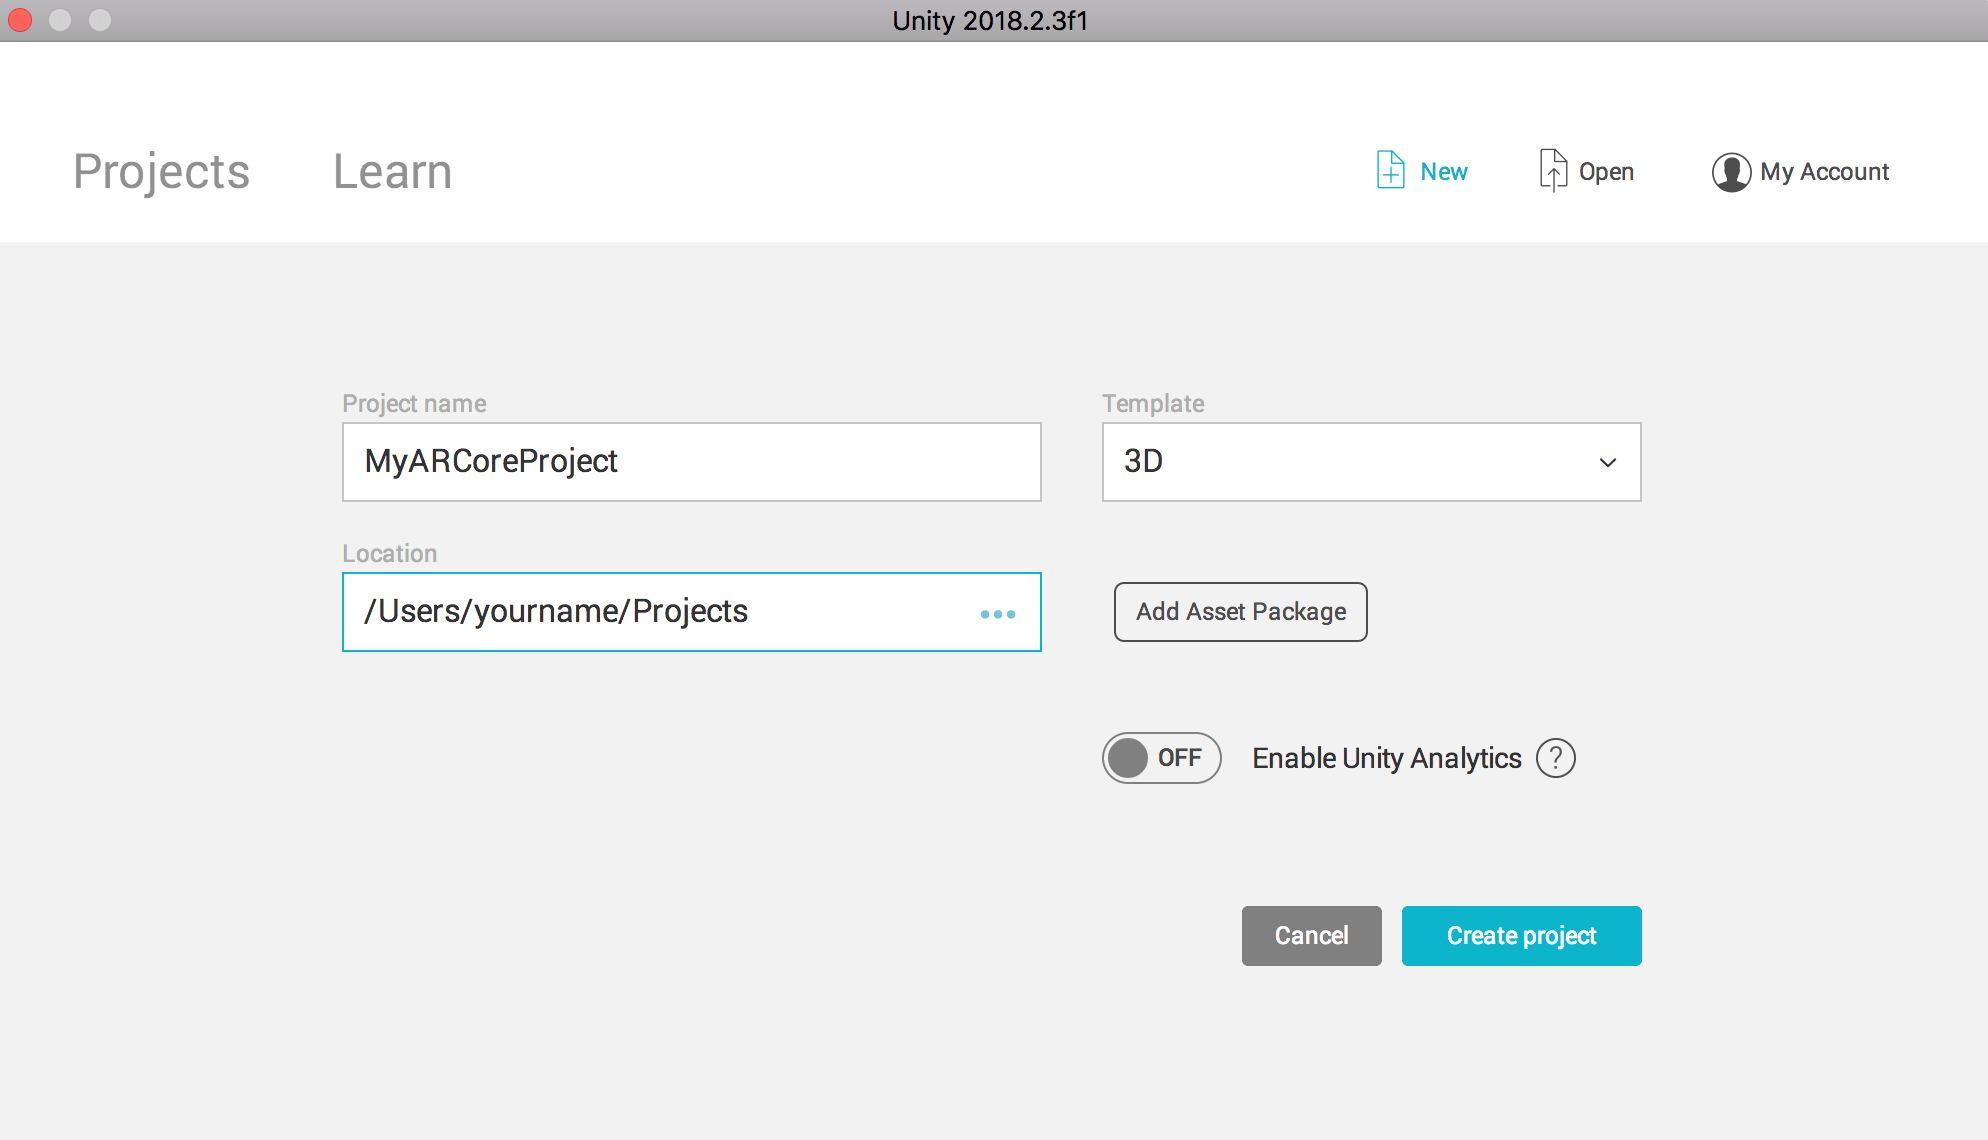 Unity 2018.2.3f1
Projects
Learn
New
Open
My Account
Project name
MyARCoreProject
Template
3D
Location
/Users/yourname/Projects
Add Asset Package
OFF
Enable Unity Analytics ?
Cancel
Create project